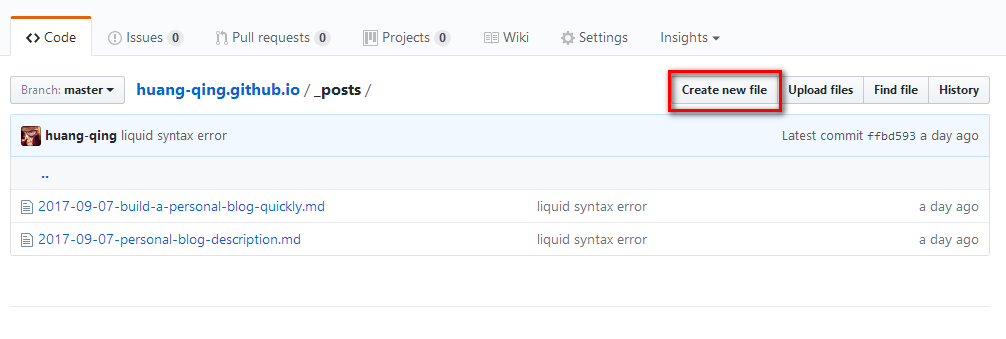 Code Issues 0 Pull requests 0 Projects 0 Wiki Settings Insights
Branch: master huang-qing.github.io / _posts / Create new file Upload files Find file History
huang-qing liquid syntax error Latest commit ffbd593 a day ago
..
2017-09-07-build-a-personal-blog-quickly.md liquid syntax error a day ago
2017-09-07-personal-blog-description.md liquid syntax error a day ago